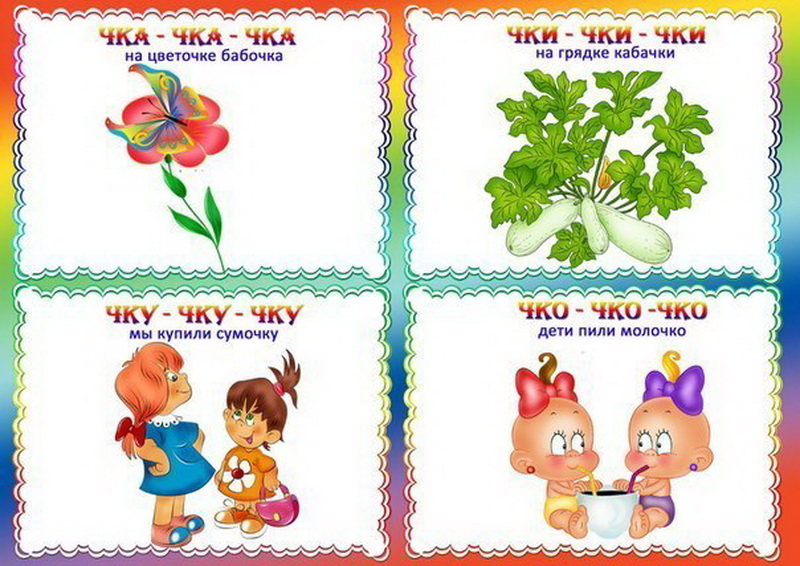 ЧКА - ЧКА - ЧКА
на цветочке бабочка
ЧКИ - ЧКИ - ЧКИ
на грядке кабачки
ЧКУ - ЧКУ - ЧКУ
мы купили сумочку
ЧКО - ЧКО -ЧКО
дети пили молочко